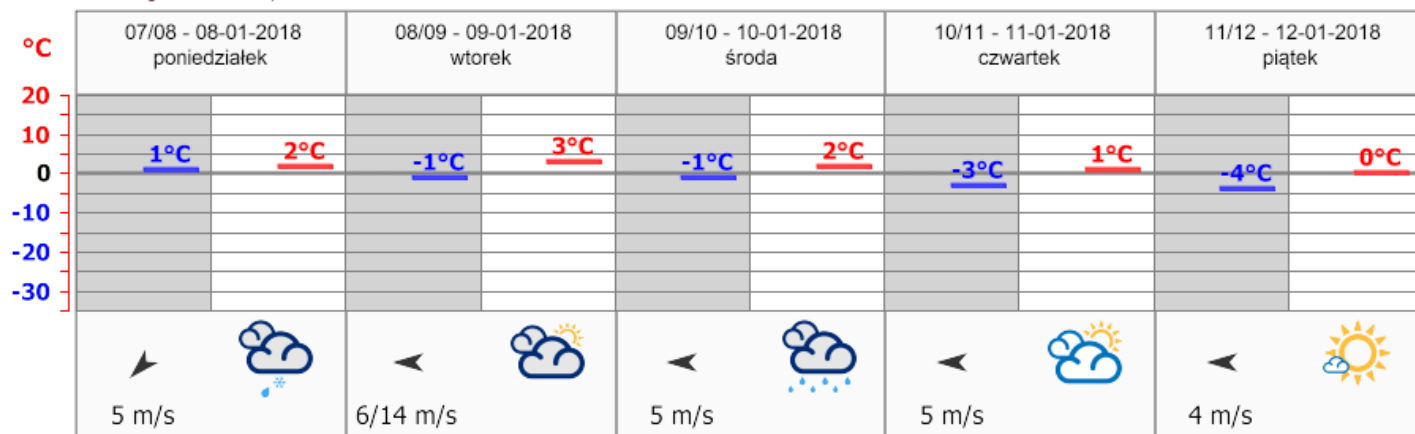 07/08 - 08-01-2018
poniedziałek
08/09 - 09-01-2018
wtorek
09/10 - 10-01-2018
środa
10/11 - 11-01-2018
czwartek
11/12 - 12-01-2018
piątek
°C
20
10
0
-10
-20
-30
1°C
2°C
-1°C
3°C
-1°C
2°C
-3°C
1°C
-4°C
0°C
5 m/s
6/14 m/s
5 m/s
5 m/s
4 m/s